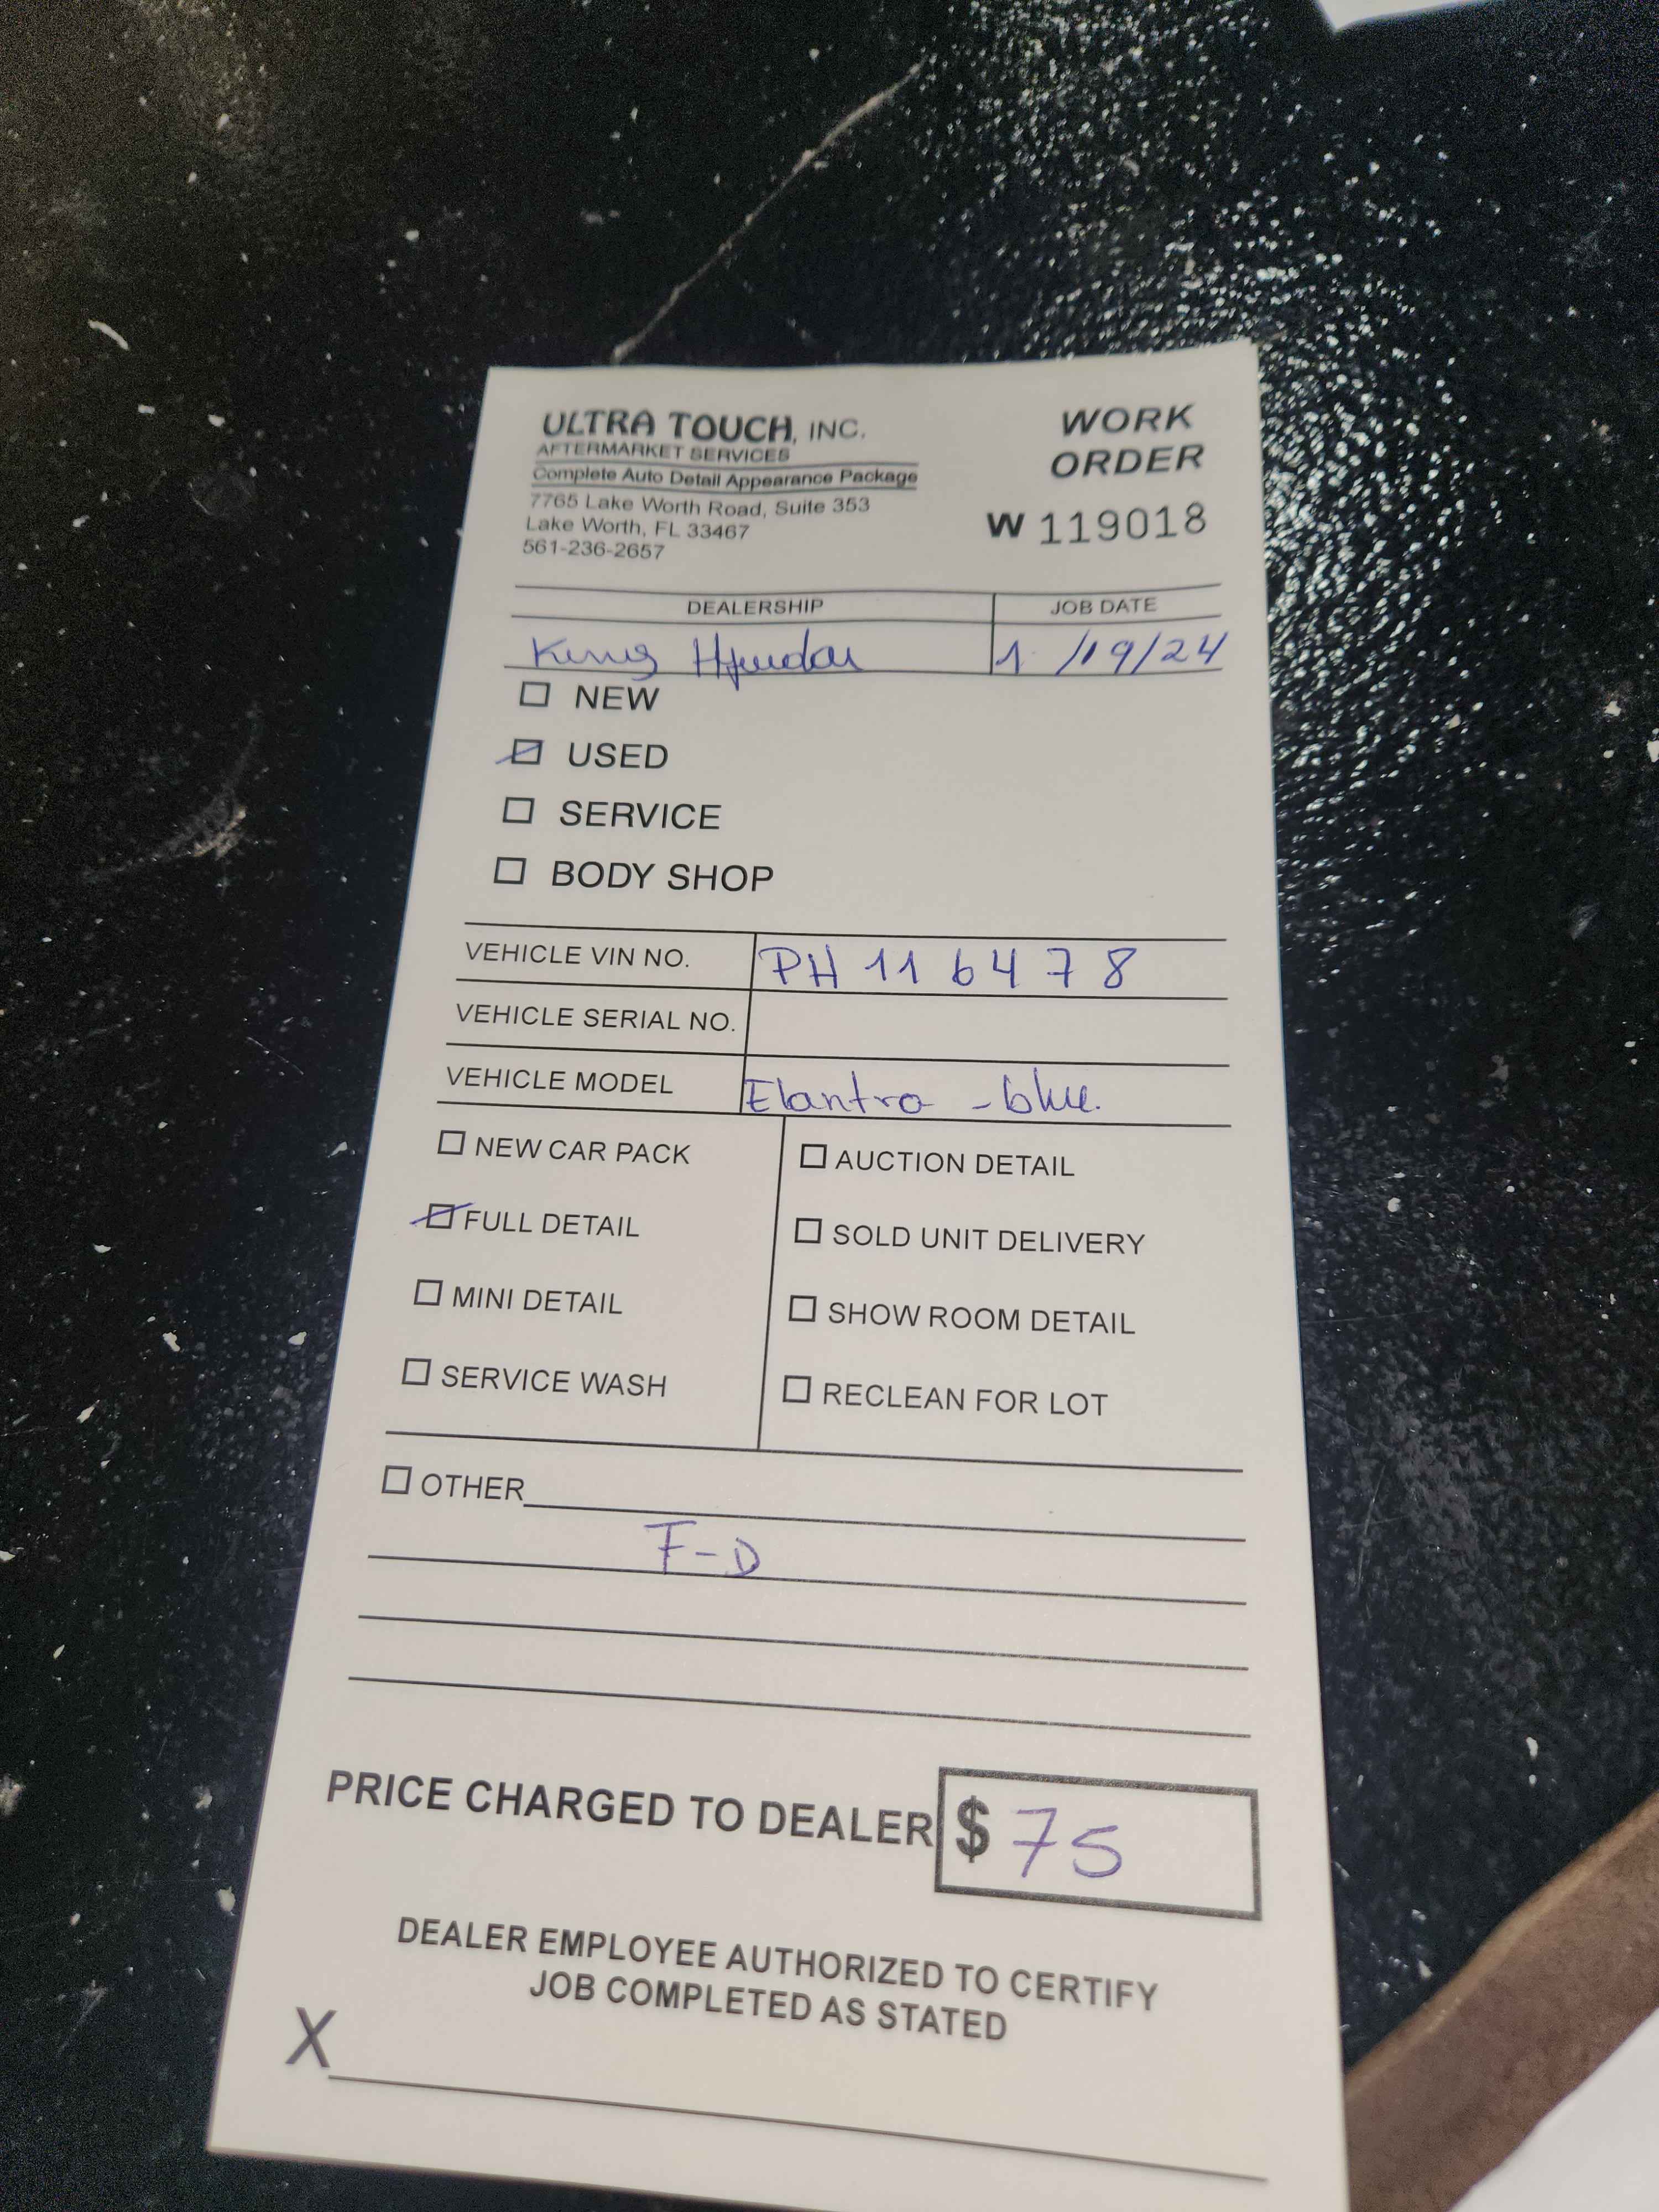 ULTRA TOUCH, INC.
AFTERMARKET SERVICES
Complete Auto Detail Appearance Package
7765 Lake Worth Road, Suite 353
Lake Worth, FL 33467
561-236-2657
WORK
ORDER
W 119018
DEALERSHIP JOB DATE
King Hyundai 1/19/24
NEW
USED
SERVICE
BODY SHOP
VEHICLE VIN NO. PH116478
VEHICLE SERIAL NO.
VEHICLE MODEL Elantra - blue.
NEW CAR PACK AUCTION DETAIL
FULL DETAIL SOLD UNIT DELIVERY
MINI DETAIL SHOW ROOM DETAIL
SERVICE WASH RECLEAN FOR LOT
OTHER
F-D
PRICE CHARGED TO DEALER $ 75
DEALER EMPLOYEE AUTHORIZED TO CERTIFY
JOB COMPLETED AS STATED
X